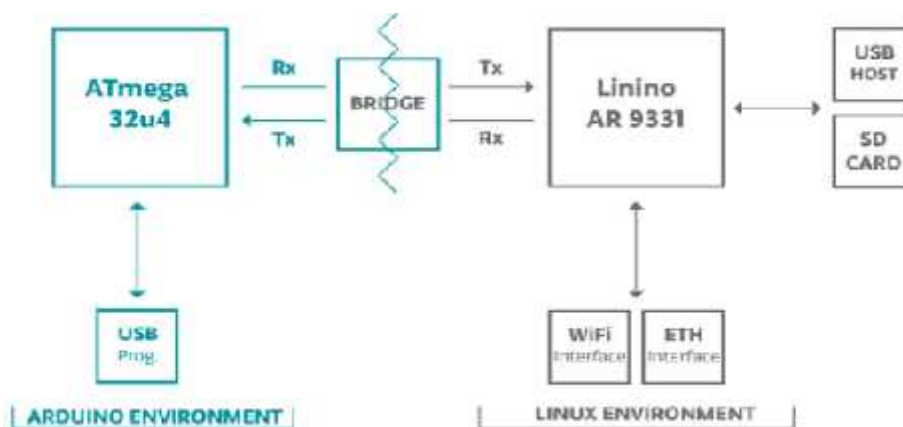 ATmega
32u4
Rx
Tx
BRIDGE
Tx
Rx
Linino
AR 9331
USB
HOST
SD
CARD
USB
Prog.
WiFi
Interface
ETH
Interface
ARDUINO ENVIRONMENT
LINUX ENVIRONMENT